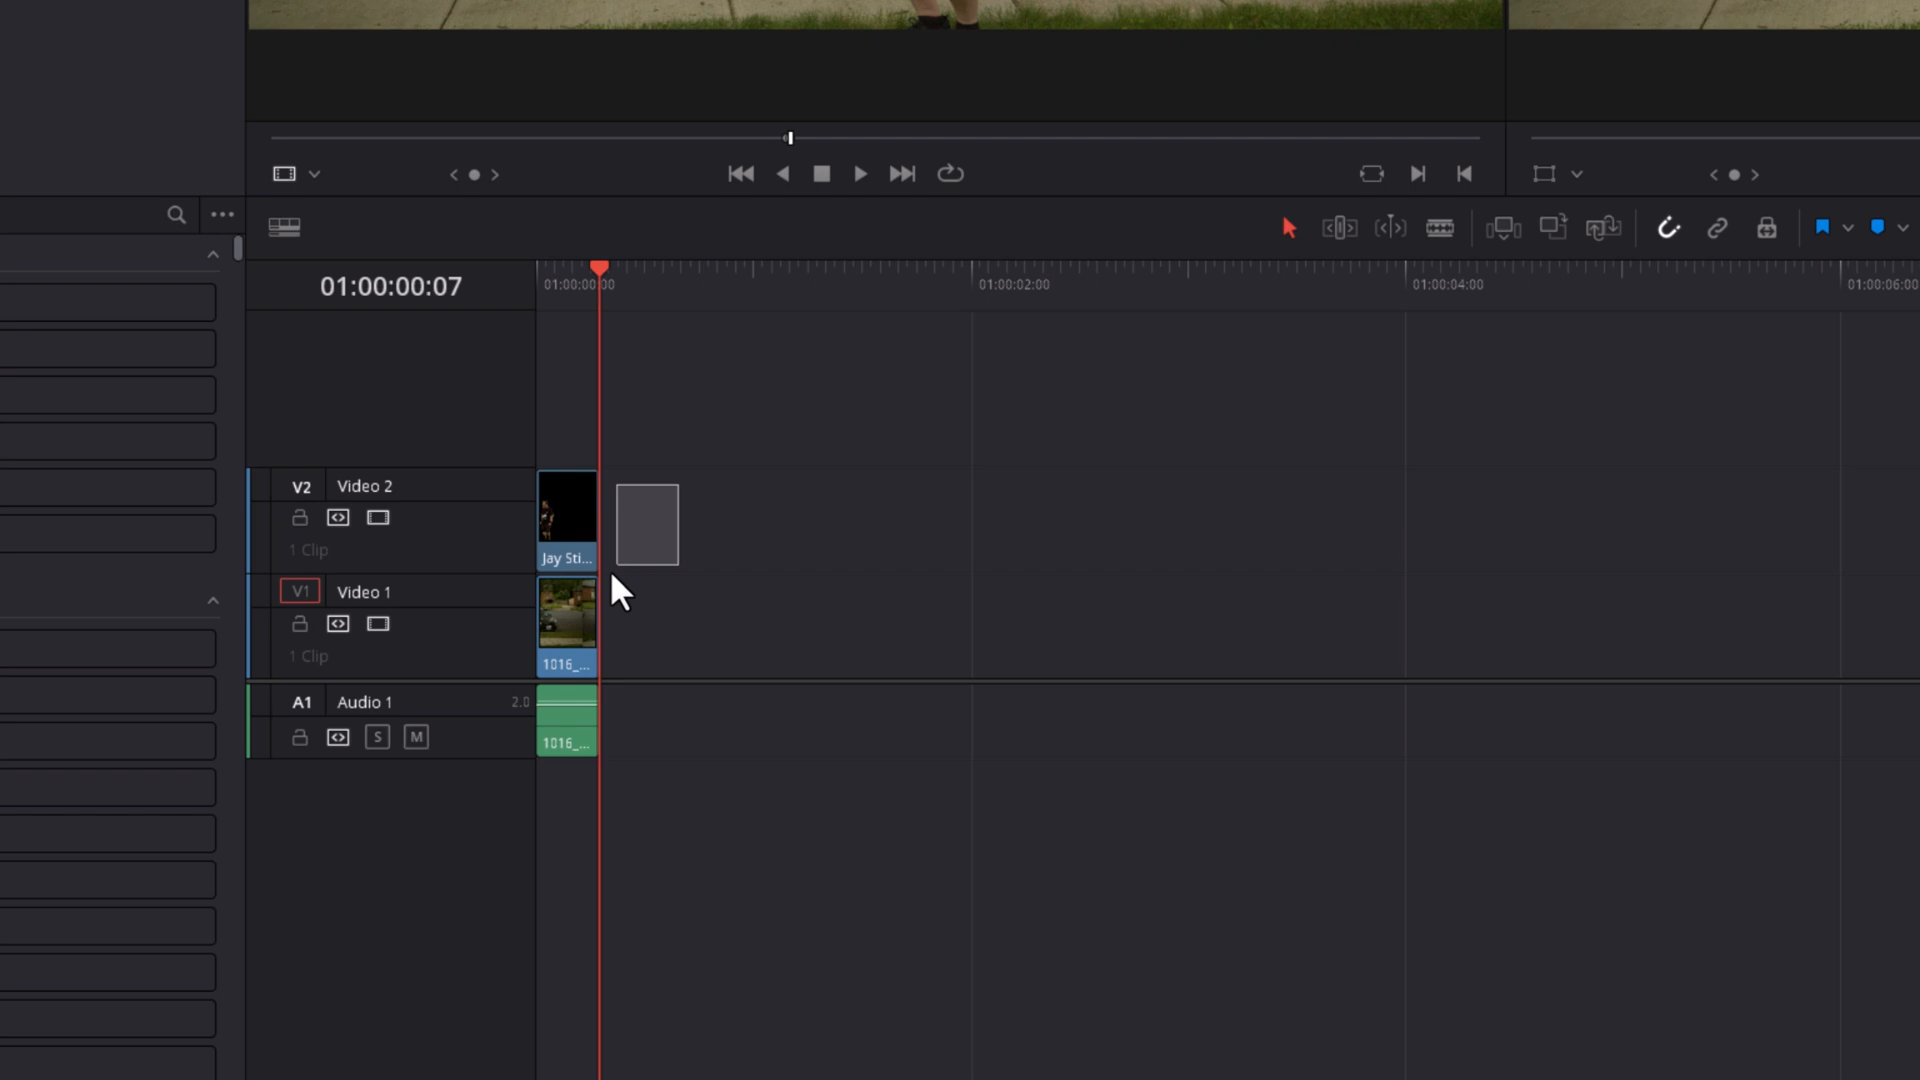 01:00:00:07
01:00:00:00
01:00:02:00
01:00:04:00
01:00:06:00
V2 Video 2
1 Clip
Jay Sti...
V1 Video 1
1 Clip
1016_...
A1 Audio 1 2.0
S M
1016_...